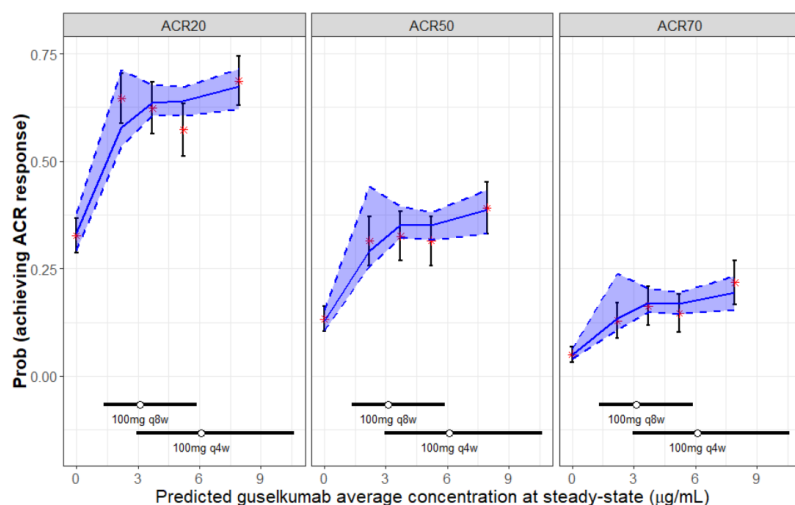 ACR20
ACR50
ACR70
Prob (achieving ACR response)
0.75
0.50
0.25
0.00
100mg q8w
100mg q4w
100mg q8w
100mg q4w
100mg q8w
100mg q4w
0 3 6 9
0 3 6 9
0 3 6 9
Predicted guselkumab average concentration at steady-state (μg/mL)